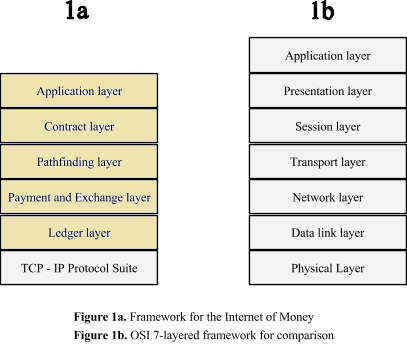 1a
Application layer
Contract layer
Pathfinding layer
Payment and Exchange layer
Ledger layer
TCP - IP Protocol Suite
1b
Application layer
Presentation layer
Session layer
Transport layer
Network layer
Data link layer
Physical Layer
Figure 1a. Framework for the Internet of Money
Figure 1b. OSI 7-layered framework for comparison